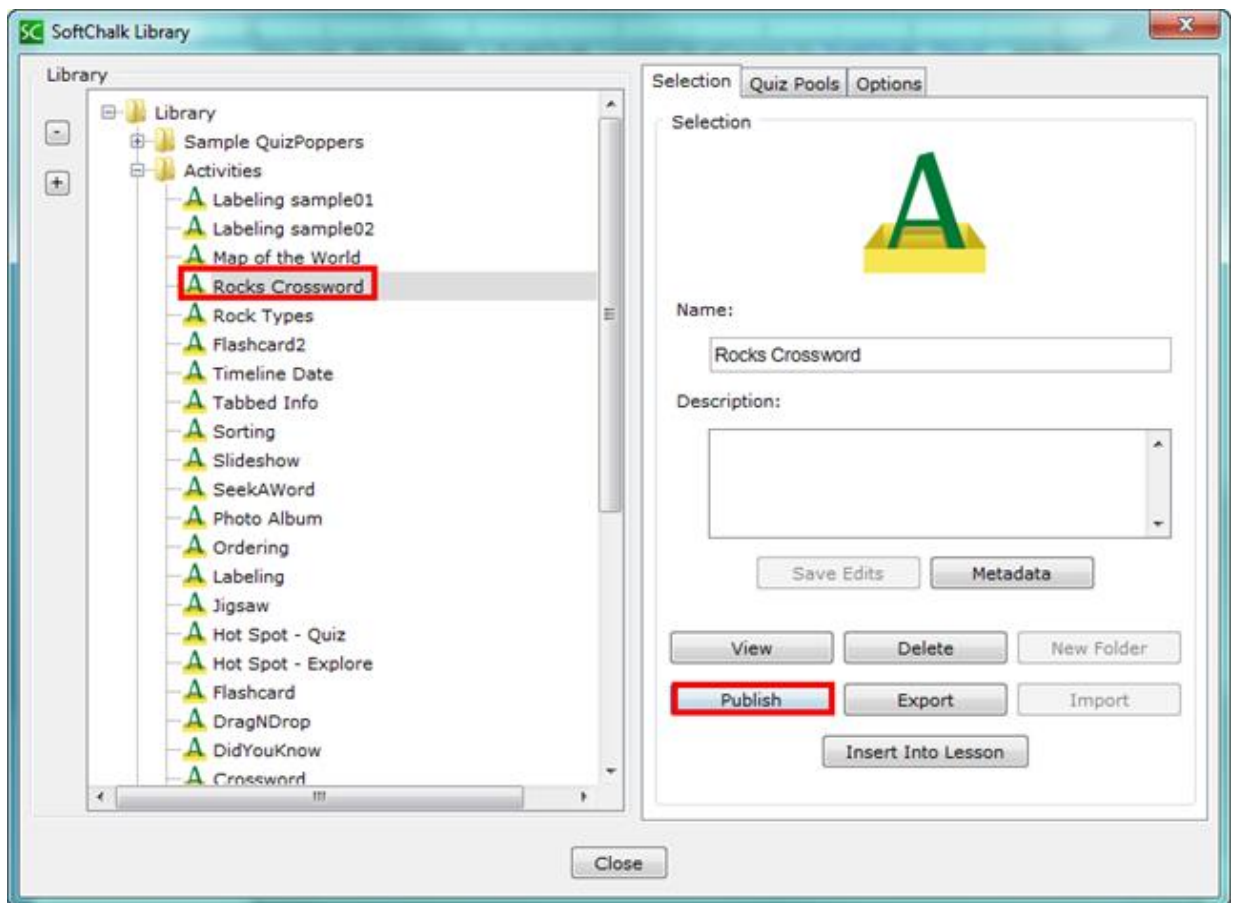 SC SoftChalk Library
X
Library
Library
Sample QuizPoppers
Activities
Labeling sample01
Labeling sample02
Map of the World
Rocks Crossword
Rock Types
Flashcard2
Timeline Date
Tabbed Info
Sorting
Slideshow
SeekAWord
Photo Album
Ordering
Labeling
Jigsaw
Hot Spot - Quiz
Hot Spot - Explore
Flashcard
DragNDrop
DidYouKnow
Crossword
Selection Quiz Pools Options
Selection
A
Name:
Rocks Crossword
Description:
Save Edits Metadata
View Delete New Folder
Publish Export Import
Insert Into Lesson
Close